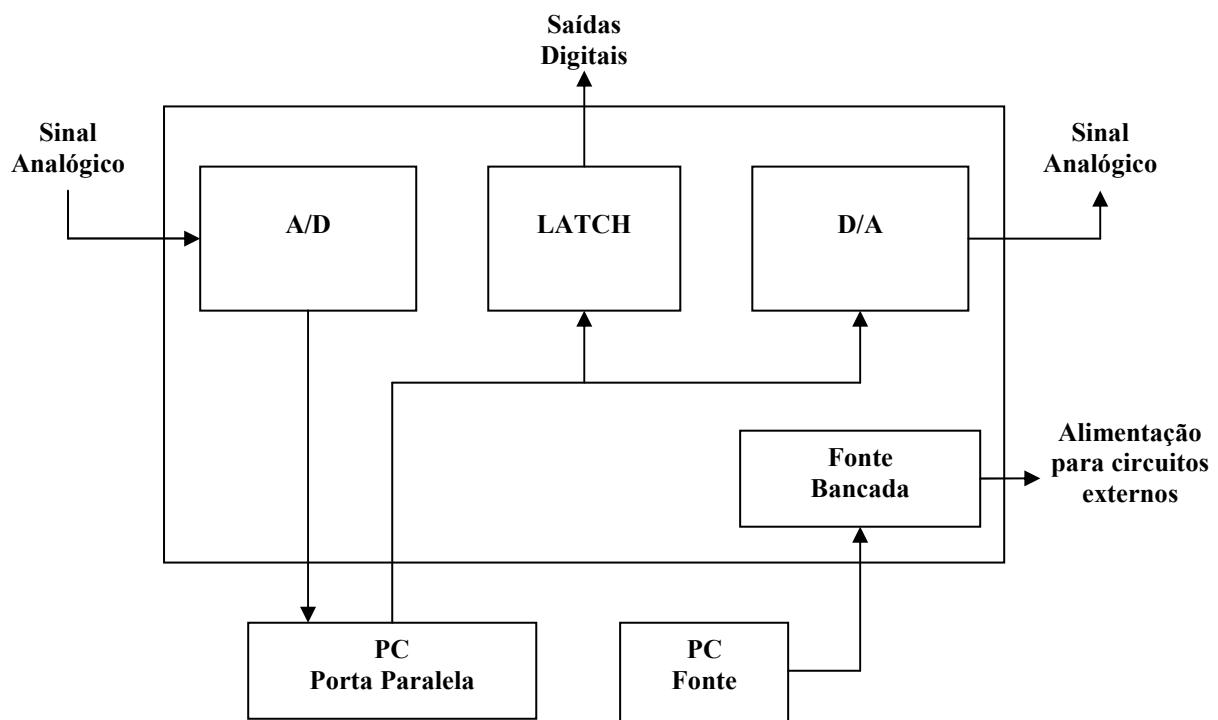 Saídas
Digitais
Sinal
Analógico
Sinal
Analógico
A/D
LATCH
D/A
Fonte
Bancada
Alimentação
para circuitos
externos
PC
Porta Paralela
PC
Fonte